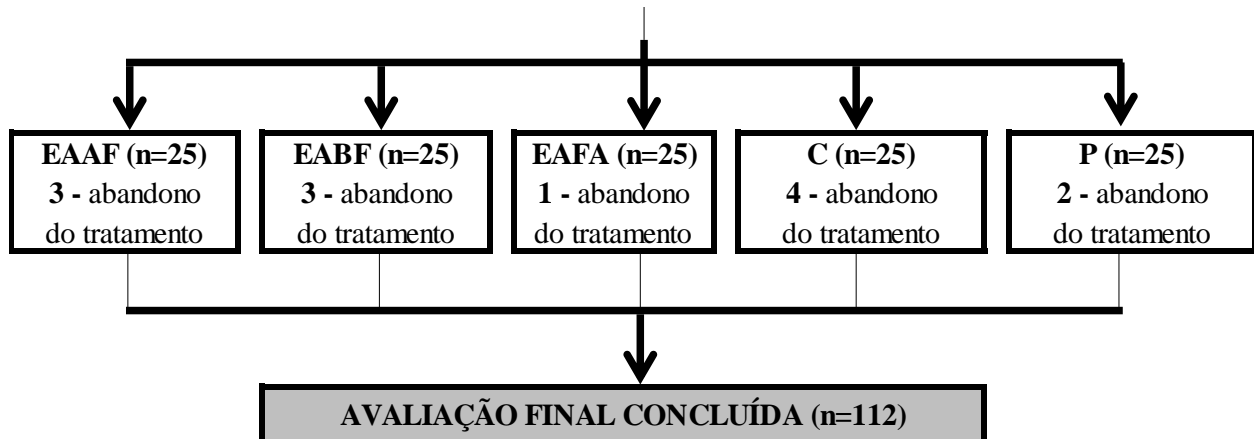 EAAF (n=25)
3 - abandono
do tratamento
EABF (n=25)
3 - abandono
do tratamento
EAFA (n=25)
1 - abandono
do tratamento
C (n=25)
4 - abandono
do tratamento
P (n=25)
2 - abandono
do tratamento
AVALIAÇÃO FINAL CONCLUÍDA (n=112)